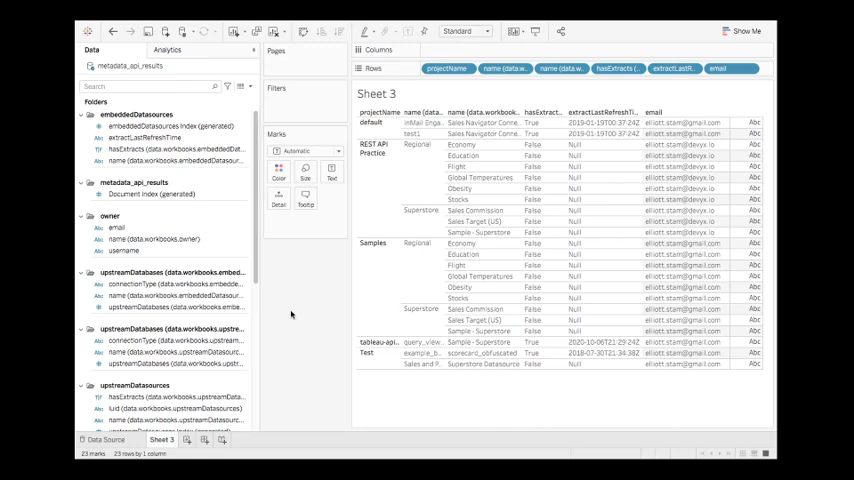 Standard
Show Me
Data
Analytics
metadata_api_results
Search
Folders
embeddedDatasources
embeddedDatasources Index (generated)
extractLastRefreshTime
hasExtracts (data.workbooks.embeddedDat...
name (data.workbooks.embeddedDatasour...
metadata_api_results
Document Index (generated)
owner
email
name (data.workbooks.owner)
username
upstreamDatabases (data.workbooks.embed...
connectionType (data.workbooks.embedde...
name (data.workbooks.embeddedDatasour...
upstreamDatabases (data.workbooks.embe...
upstreamDatabases (data.workbooks.upstre...
connectionType (data.workbooks.upstream...
name (data.workbooks.upstreamDatasourc...
upstreamDatabases (data.workbooks.upst...
upstreamDatasources
hasExtracts (data.workbooks.upstreamData...
luid (data.workbooks.upstreamDatasources)
name (data.workbooks.upstreamDatasourc...
Pages
Filters
Marks
Automatic
Color Size Text
Detail Tooltip
Columns
Rows projectName name (data.w.. name (data.w.. hasExtracts (.. extractLastR.. email
Sheet 3
projectName name (data.. name (data.workbook.. hasExtract.. extractLastRefreshTi.. email
default inMail Enga.. Sales Navigator Conne.. True 2019-01-19T00:37:24Z elliott.stam@gmail.com Abc
test1 Sales Navigator Conne.. True 2019-01-19T00:37:24Z elliott.stam@gmail.com Abc
REST API Practice Regional Economy False Null elliott.stam@devyx.io Abc
Education False Null elliott.stam@devyx.io Abc
Flight False Null elliott.stam@devyx.io Abc
Global Temperatures False Null elliott.stam@devyx.io Abc
Obesity False Null elliott.stam@devyx.io Abc
Stocks False Null elliott.stam@devyx.io Abc
Superstore Sales Commission False Null elliott.stam@devyx.io Abc
Sales Target (US) False Null elliott.stam@devyx.io Abc
Sample - Superstore False Null elliott.stam@devyx.io Abc
Samples Regional Economy False Null elliott.stam@gmail.com Abc
Education False Null elliott.stam@gmail.com Abc
Flight False Null elliott.stam@gmail.com Abc
Global Temperatures False Null elliott.stam@gmail.com Abc
Obesity False Null elliott.stam@gmail.com Abc
Stocks False Null elliott.stam@gmail.com Abc
Superstore Sales Commission False Null elliott.stam@gmail.com Abc
Sales Target (US) False Null elliott.stam@gmail.com Abc
Sample - Superstore False Null elliott.stam@gmail.com Abc
tableau-api.. query_view.. Sample - Superstore True 2020-10-06T21:29:24Z elliott.stam@gmail.com Abc
Test example_b.. scorecard_obfuscated True 2018-07-30T21:34:38Z elliott.stam@gmail.com Abc
Sales and P.. Superstore Datasource False Null elliott.stam@gmail.com Abc
Data Source
Sheet 3
23 marks 23 rows by 1 column